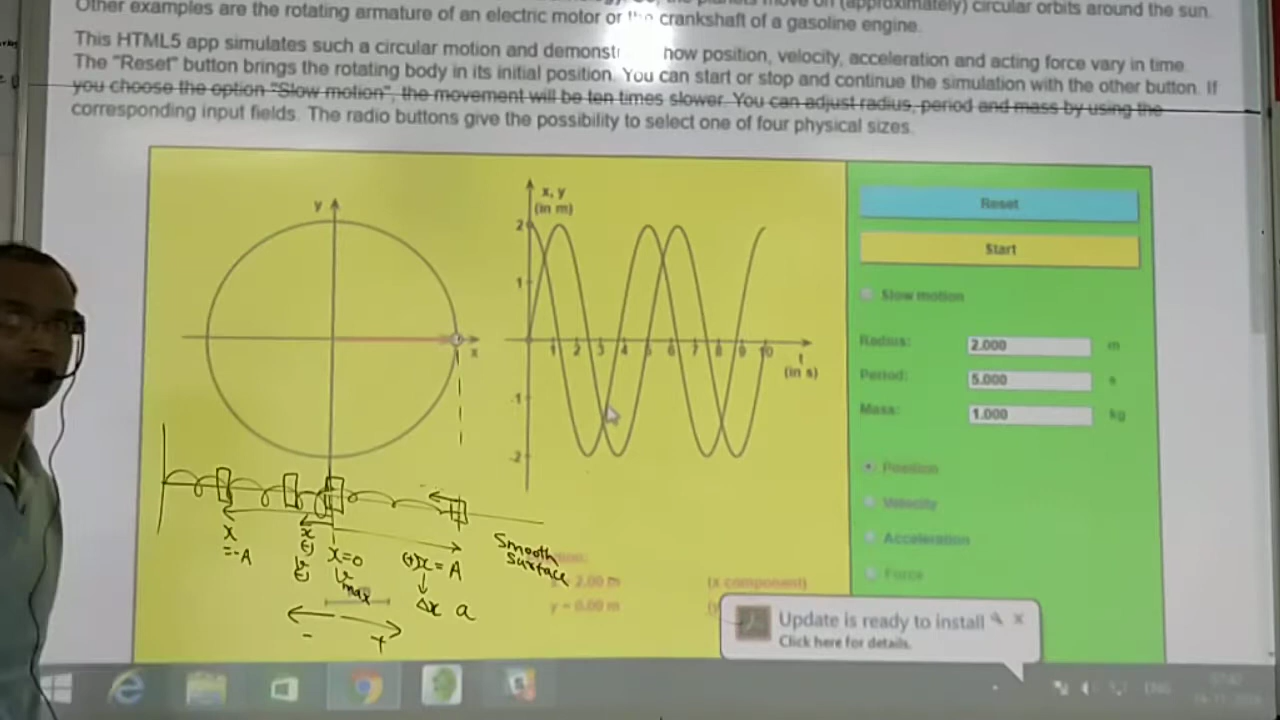 Other examples are the rotating armature of an electric motor or the crankshaft of a gasoline engine.
This HTML5 app simulates such a circular motion and how position, velocity, acceleration and acting force vary in time.
The "Reset" button brings the rotating body in its initial position. You can start or stop and continue the simulation with the other button. If
you choose the option "Slow motion", the movement will be ten times slower. You can adjust radius, period and mass by using the
corresponding input fields. The radio buttons give the possibility to select one of four physical sizes.
y
x
x, y
(in m)
2
1
-1
-2
1 2 3 4 5 6 7 8 9 10
t
(in s)
Reset
Start
Slow motion
Radius: 2.000 m
Period: 5.000 s
Mass: 1.000 kg
Position
Velocity
Acceleration
Force
x
=-A
x
(-)
x=0
(+)x = A
v
(-)
v max
Δx a
-
+
Smooth
surface
2.00 m (x component)
y = 0.00 m
Update is ready to install
Click here for details.
ENG